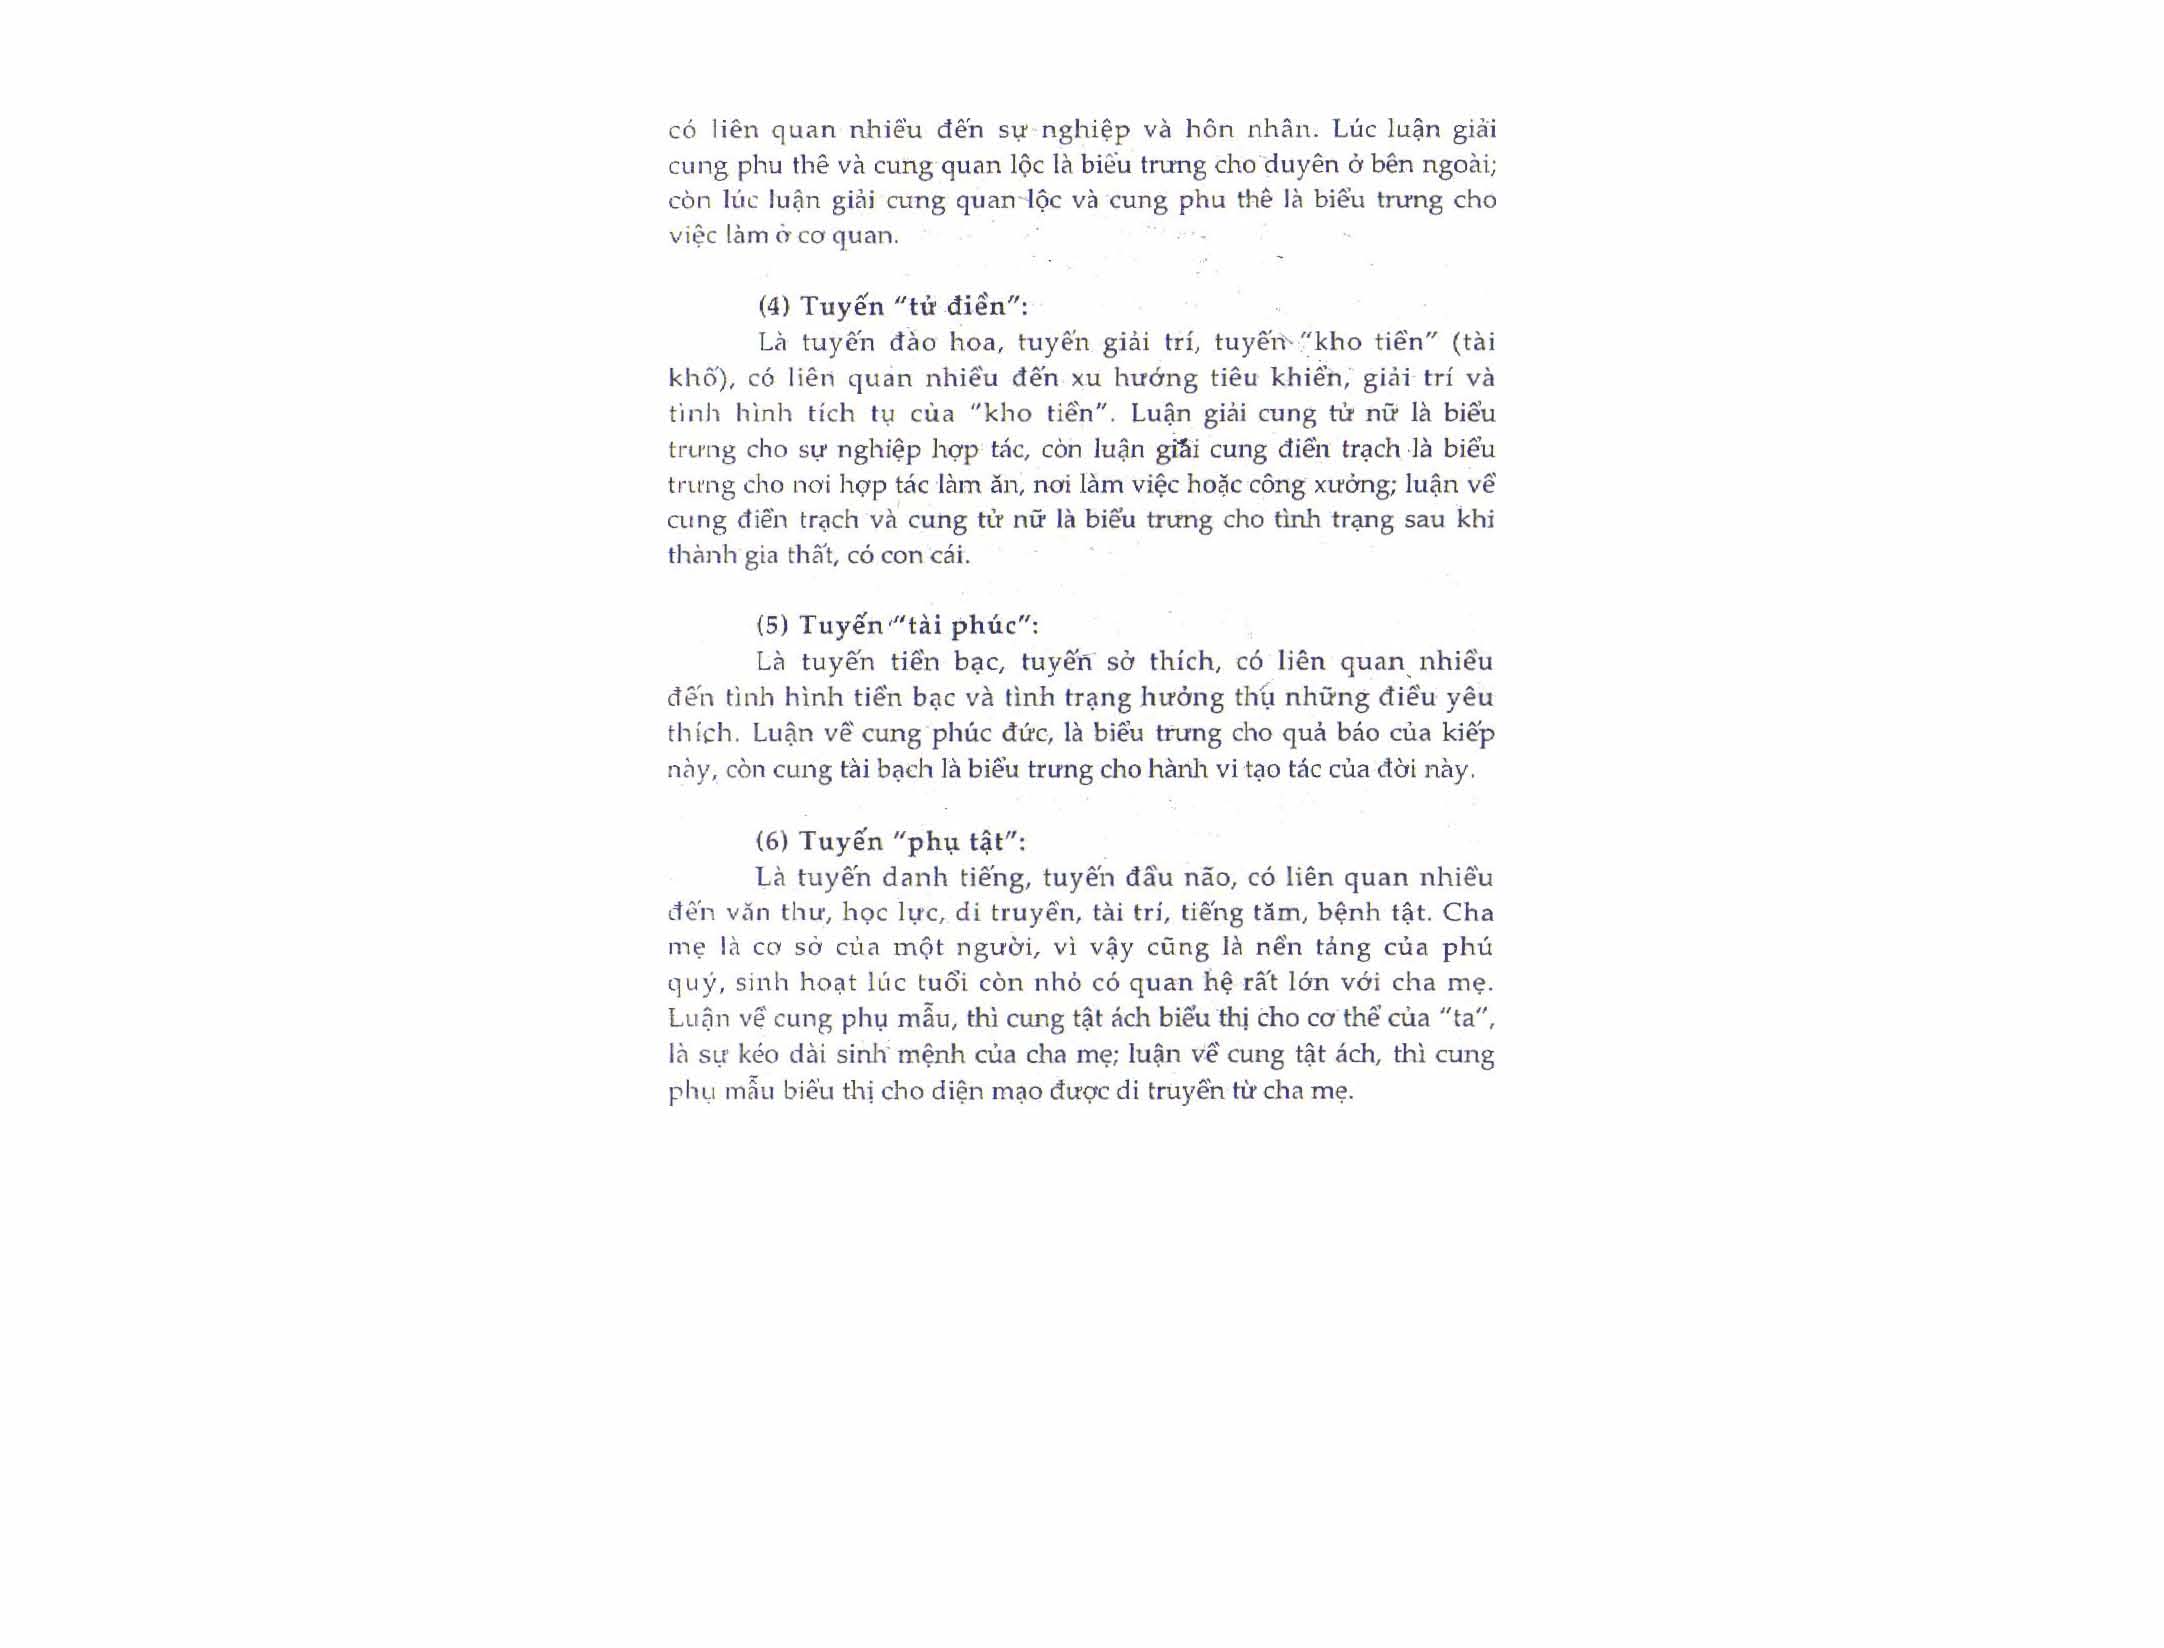 có liên quan nhiều đến sự nghiệp và hôn nhân. Lúc luận giải
cung phu thê và cung quan lộc là biểu trưng cho duyên ở bên ngoài;
còn lúc luận giải cung quan lộc và cung phu thê là biểu trưng cho
việc làm ở cơ quan.
(4) Tuyến "tử điền":
Là tuyến đào hoa, tuyến giải trí, tuyến "kho tiền" (tài
khố), có liên quan nhiều đến xu hướng tiêu khiển, giải trí và
tình hình tích tụ của "kho tiền". Luận giải cung tử nữ là biểu
trưng cho sự nghiệp hợp tác, còn luận giải cung điền trạch là biểu
trưng cho nơi hợp tác làm ăn, nơi làm việc hoặc công xưởng; luận về
cung điền trạch và cung tử nữ là biểu trưng cho tình trạng sau khi
thành gia thất, có con cái.
(5) Tuyến "tài phúc":
Là tuyến tiền bạc, tuyến sở thích, có liên quan nhiều
đến tình hình tiền bạc và tình trạng hưởng thụ những điều yêu
thích. Luận về cung phúc đức, là biểu trưng cho quả báo của kiếp
này, còn cung tài bạch là biểu trưng cho hành vi tạo tác của đời này.
(6) Tuyến "phụ tật":
Là tuyến danh tiếng, tuyến đầu não, có liên quan nhiều
đến văn thư, học lực, di truyền, tài trí, tiếng tăm, bệnh tật. Cha
mẹ là cơ sở của một người, vì vậy cũng là nền tảng của phú
quý, sinh hoạt lúc tuổi còn nhỏ có quan hệ rất lớn với cha mẹ.
Luận về cung phụ mẫu, thì cung tật ách biểu thị cho cơ thể của "ta",
là sự kéo dài sinh mệnh của cha mẹ; luận về cung tật ách, thì cung
phụ mẫu biểu thị cho diện mạo được di truyền từ cha mẹ.